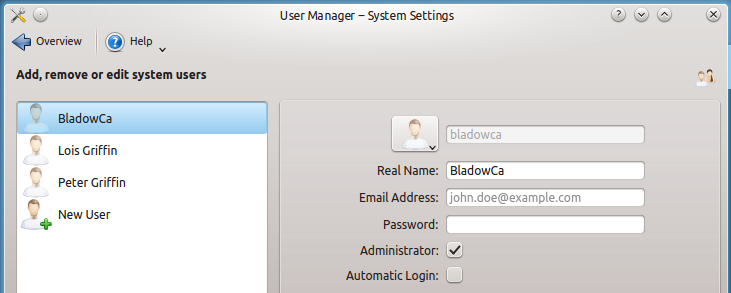 User Manager – System Settings
Overview
Help
Add, remove or edit system users
BladowCa
Lois Griffin
Peter Griffin
New User
bladowca
Real Name: BladowCa
Email Address: john.doe@example.com
Password:
Administrator:
Automatic Login: